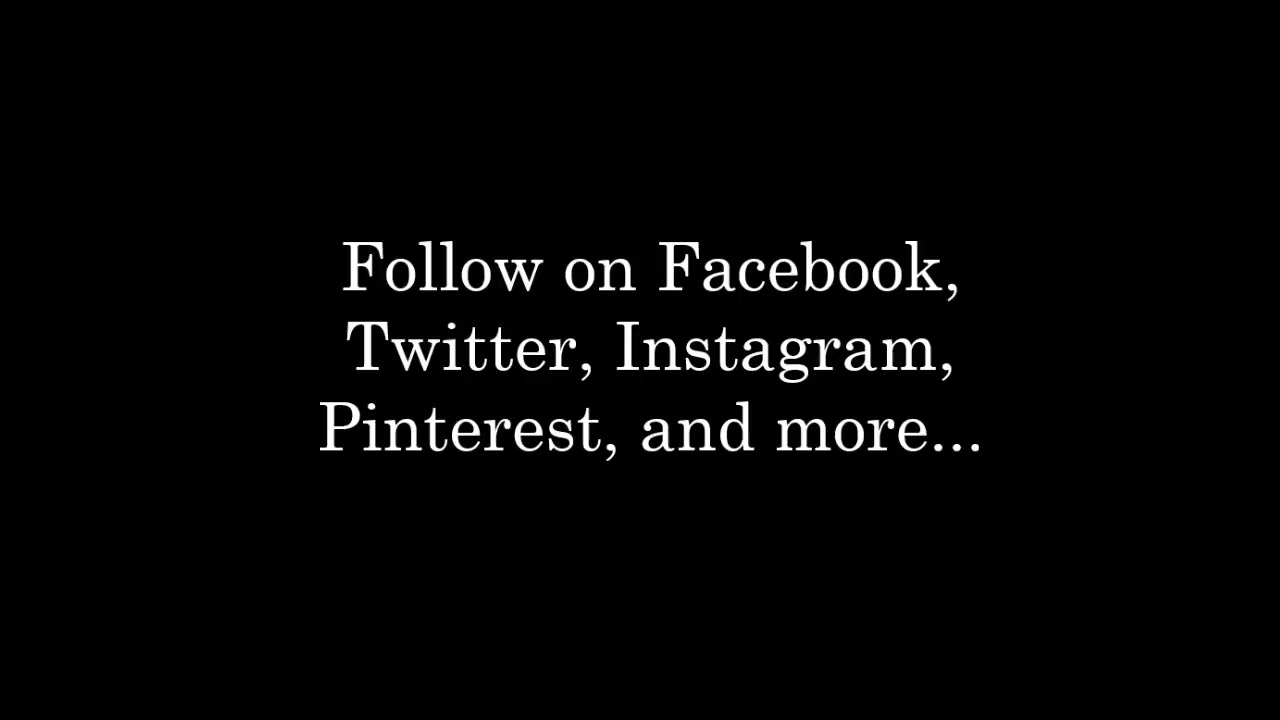 Follow on Facebook,
Twitter, Instagram,
Pinterest, and more...